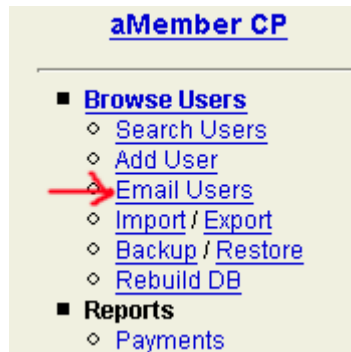 aMember CP
Browse Users
Search Users
Add User
Email Users
Import / Export
Backup / Restore
Rebuild DB
Reports
Payments